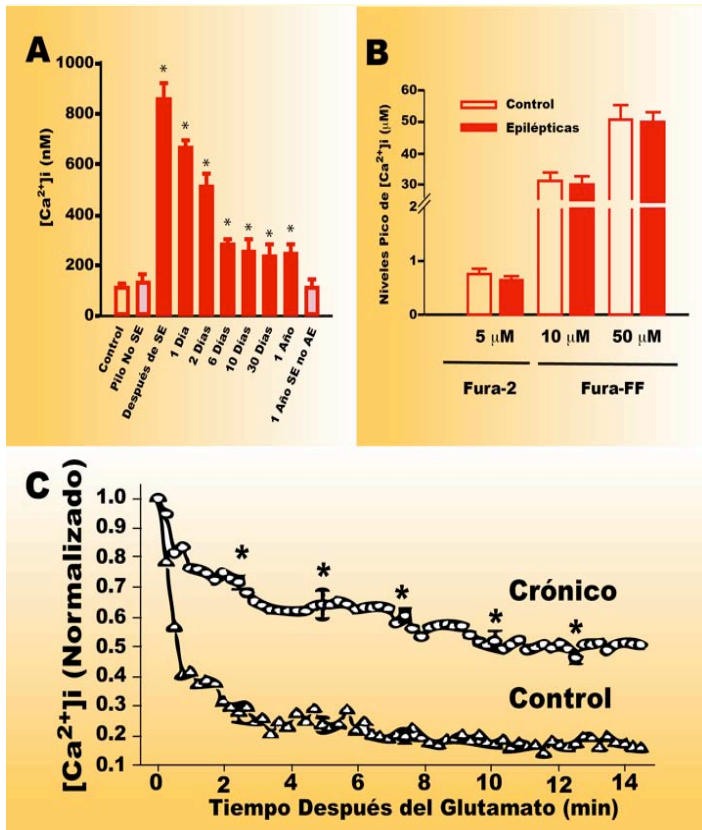 A
[Ca²⁺]i (nM)
1000
800
600
400
200
0
*
*
*
*
*
*
*
Control
Pilo No SE
Después de SE
1 Día
2 Días
6 Días
10 Días
30 Días
1 Año
1 Año SE no AE
B
Niveles Pico de [Ca²⁺]i (μM)
60
50
40
30
2
1
0
Control
Epilépticas
5 μM
10 μM
50 μM
Fura-2
Fura-FF
C
[Ca²⁺]i (Normalizado)
1.0
0.9
0.8
0.7
0.6
0.5
0.4
0.3
0.2
0.1
*
*
*
*
*
Crónico
Control
0
2
4
6
8
10
12
14
Tiempo Después del Glutamato (min)